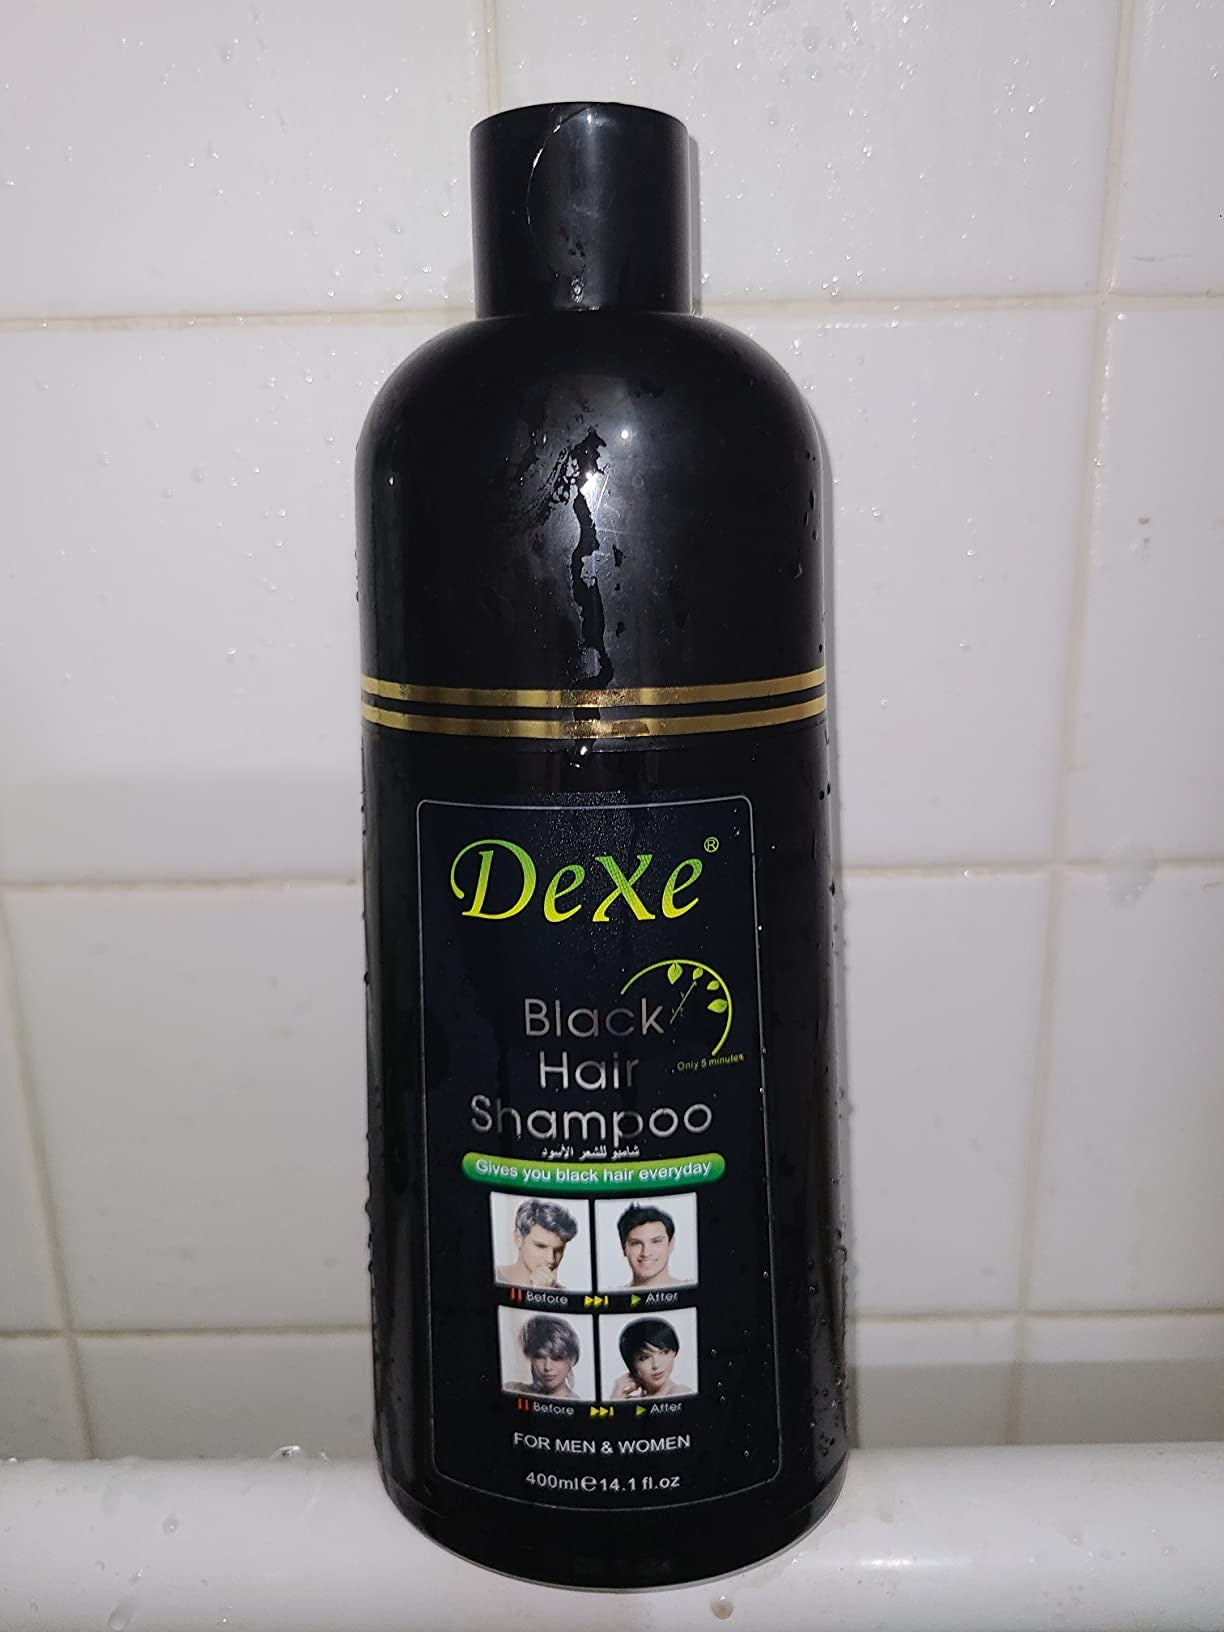 Dexe®
Black
Hair
Only 5 minutes
Shampoo
شامبو للشعر الأسود
Gives you black hair everyday
Before After
Before After
FOR MEN & WOMEN
400ml℮14.1 fl.oz